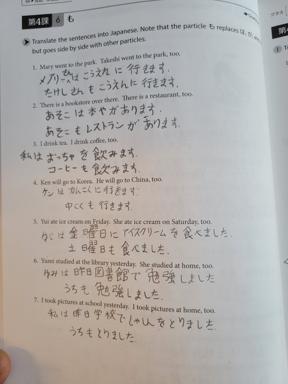 第4課 6 も
Translate the sentences into Japanese. Note that the particle も replaces は, が, and
but goes side by side with other particles.
1. Mary went to the park. Takeshi went to the park, too.
メアリーさんはこうえんに行きます。
たけしさんもこうえんに行きます。
2. There is a bookstore over there. There is a restaurant, too.
あそこは本やがあります。
あそこもレストランがあります。
3. I drink tea. I drink coffee, too.
私はおっちゃを飲みます。
コーヒーも飲みます。
4. Ken will go to Korea. He will go to China, too.
ケンはかんこくに行きます。
中ごくも行きます。
5. Yui ate ice cream on Friday. She ate ice cream on Saturday, too.
金曜日にアイスクリームを食べました。
土曜日も食べました。
6. Yumi studied at the library yesterday. She studied at home, too.
ゆみは昨日図書館で勉強しました
うちも勉強しました。
7. I took pictures at school yesterday. I took pictures at home, too.
私は昨日学校でしゃしんをとりました
うちもとりました。